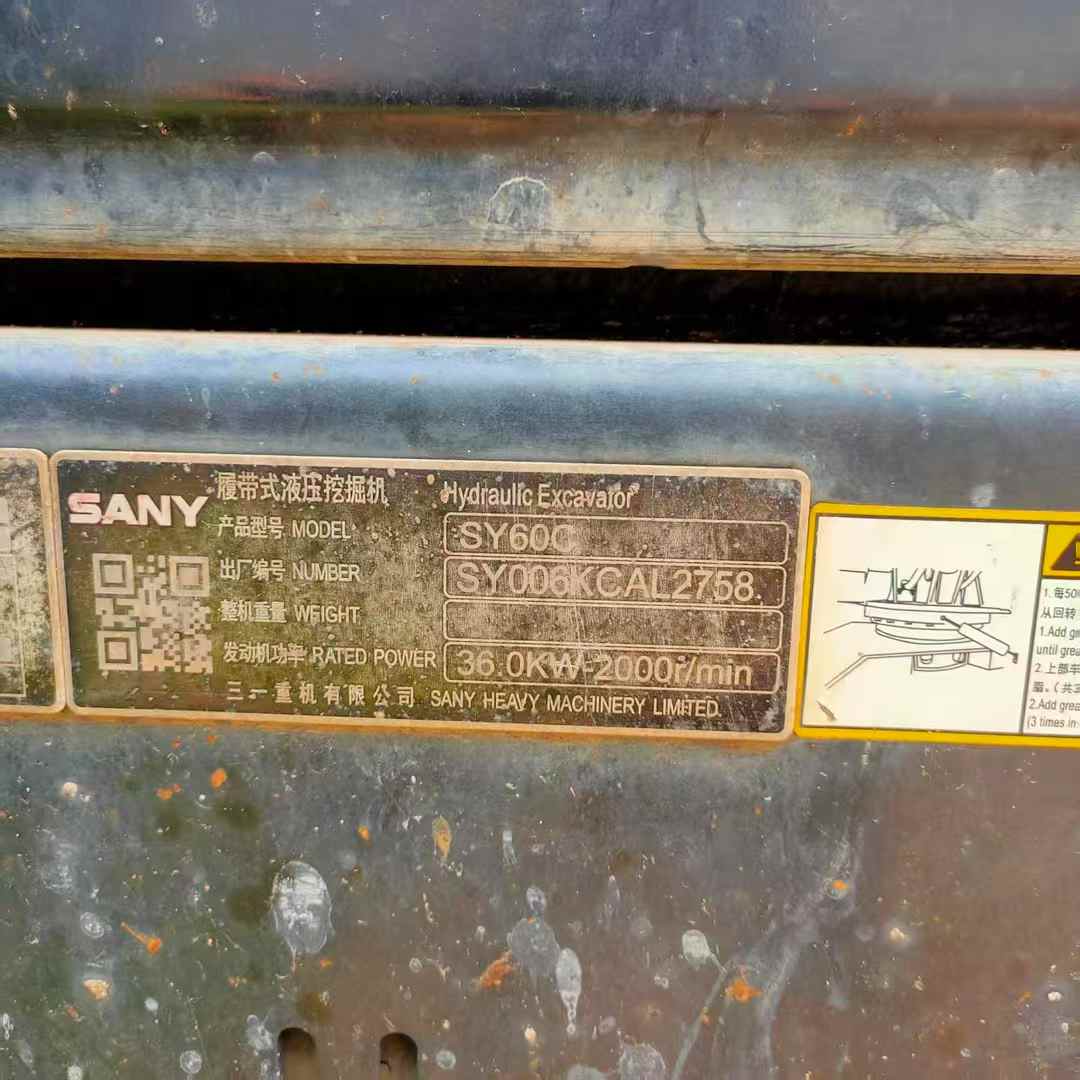 SANY
履带式液压挖掘机 Hydraulic Excavator
产品型号 MODEL SY60C
出厂编号 NUMBER SY006KCAL2758
整机重量 WEIGHT
发动机功率 RATED POWER 36.0KW-2000r/min
三一重机有限公司 SANY HEAVY MACHINERY LIMITED.
1. 每50
从回转
1.Add
until
2.上部车
脂。(共3
2.Add
(3 times in